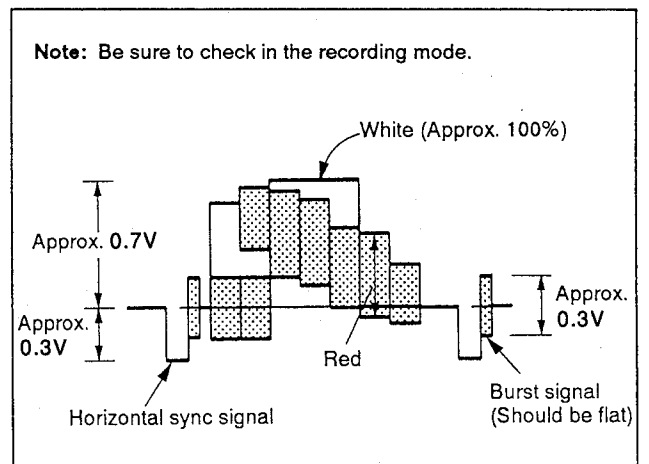 Note: Be sure to check in the recording mode.
White (Approx. 100%)
Approx. 0.7V
Approx.
0.3V
Approx.
0.3V
Red
Burst signal
(Should be flat)
Horizontal sync signal